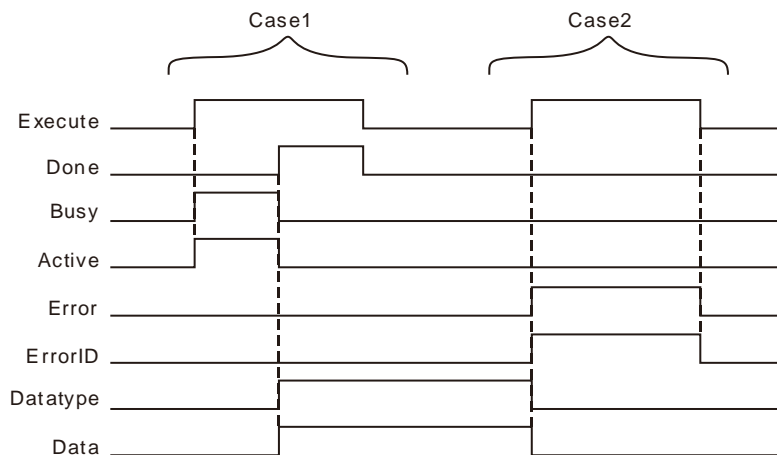 Case1 Case2
Execute
Done
Busy
Active
Error
ErrorID
Datatype
Data